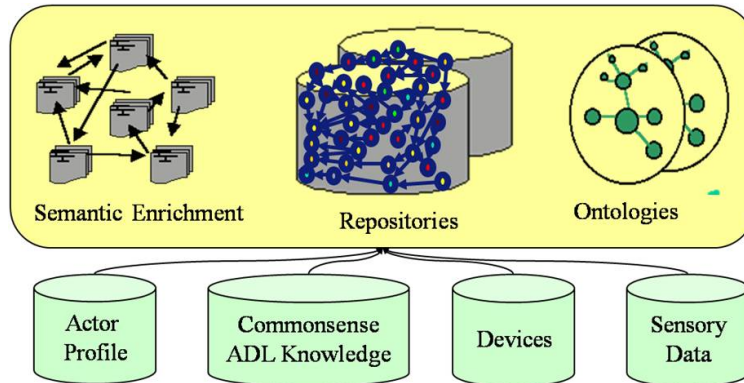 Semantic Enrichment
Repositories
Ontologies
Actor
Profile
Commonsense
ADL Knowledge
Devices
Sensory
Data